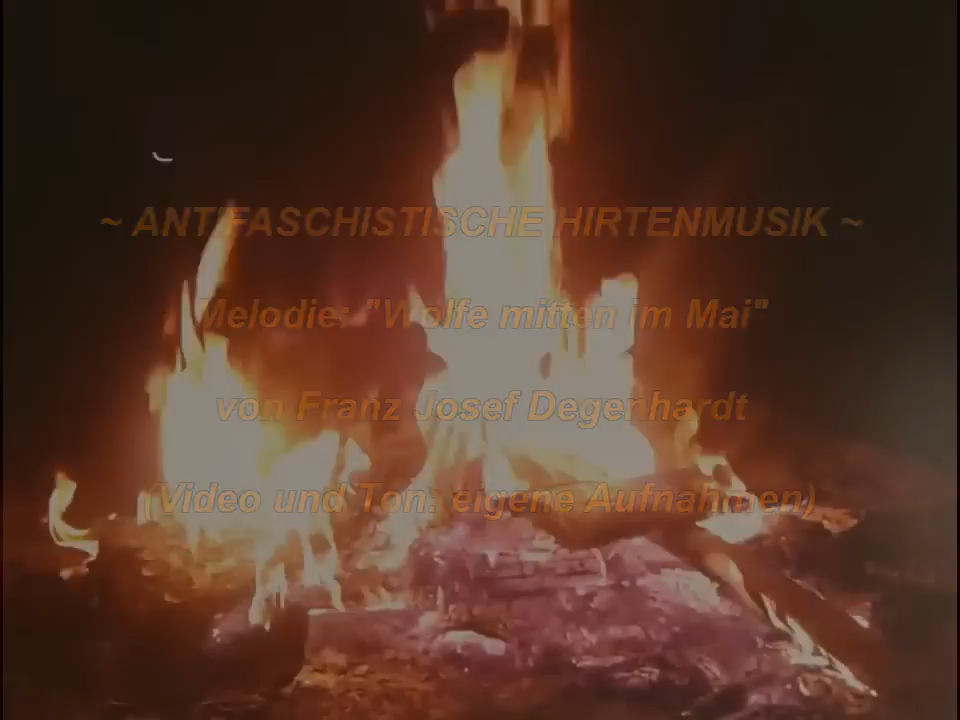 ~ ANTIFASCHISTISCHE HIRTENMUSIK ~
Melodie: "Wölfe mitten im Mai"
von Franz Josef Degenhardt
(Video und Ton: eigene Aufnahmen)